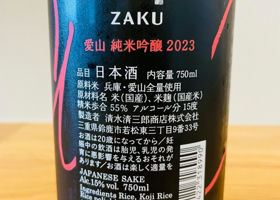 ZAKU
愛山 純米吟醸 2023
品目 日本酒 内容量 750ml
原料米 兵庫・愛山全量使用
原材料名 米(国産)、米麹(国産米)
精米歩合 55% アルコール分 15度
製造者 清水清三郎商店株式会社
三重県鈴鹿市若松東三丁目9番33号
お酒は20歳になってから/妊
娠中の飲酒は胎児、乳児の発
育に悪影響を与えるおそれが
あります/お酒は楽しく適量を
JAPANESE SAKE
Alc.15% vol. 750ml
Ingredients Rice, Koji Rice